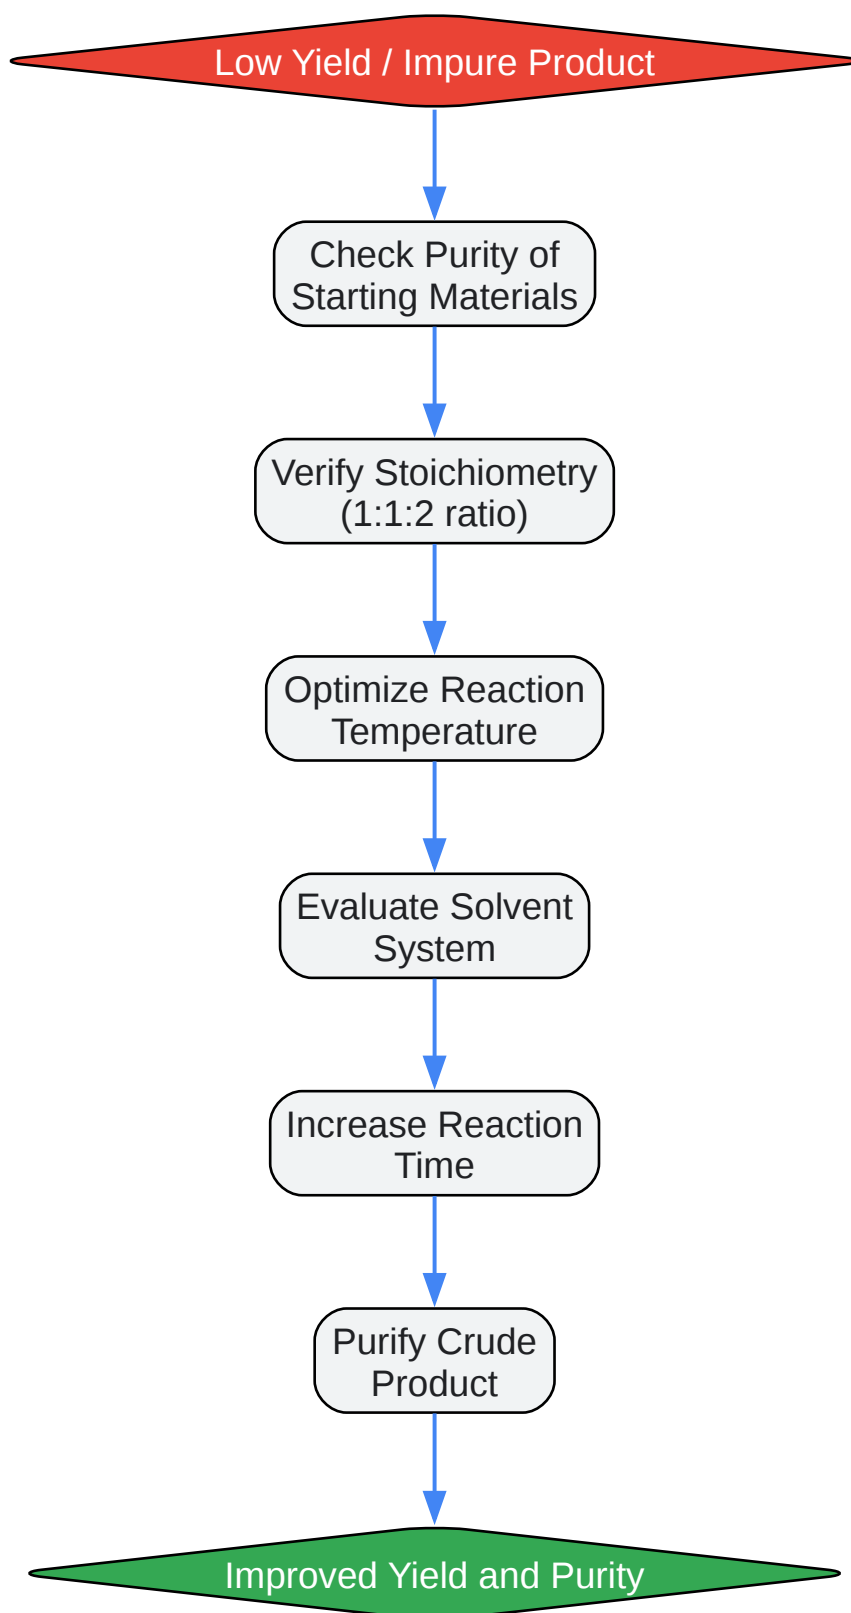 Low Yield / Impure Product
Check Purity of
Starting Materials
Verify Stoichiometry
(1:1:2 ratio)
Optimize Reaction
Temperature
Evaluate Solvent
System
Increase Reaction
Time
Purify Crude
Product
Improved Yield and Purity